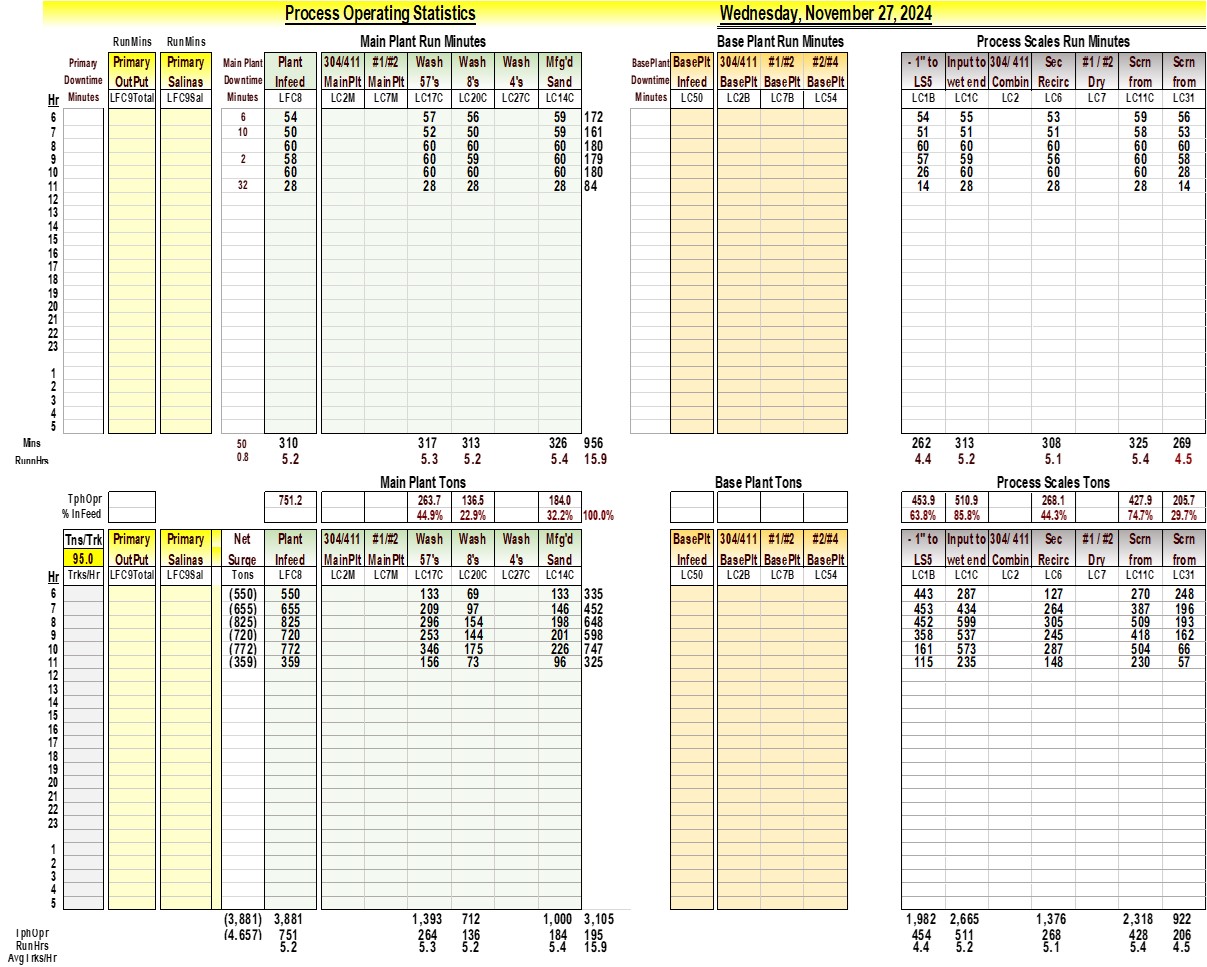 Process Operating Statistics Wednesday, November 27, 2024
RunMins RunMins Main Plant Run Minutes Base Plant Run Minutes Process Scales Run Minutes
Primary Primary Primary Main Plant Plant 304/411 #1/#2 Wash Wash Wash Mfg'd BasePlant BasePlt 304/411 #1/#2 #2/#4 - 1" to Input to 304/ 411 Sec #1 / #2 Scrn Scrn
Downtime OutPut Salinas Downtime Infeed MainPlt MainPlt 57's 8's 4's Sand Downtime Infeed BasePlt BasePlt BasePlt LS5 wet end Combin Recirc Dry from from
Hr Minutes LFC9Total LFC9Sal Minutes LFC8 LC2M LC7M LC17C LC20C LC27C LC14C Minutes LC50 LC2B LC7B LC54 LC1B LC1C LC2 LC6 LC7 LC11C LC31
6 6 54 57 56 59 172 54 55 53 59 56
7 10 50 52 50 59 161 51 51 51 58 53
8 60 60 60 60 180 60 60 60 60 60
9 2 58 60 59 60 179 57 59 56 60 58
10 60 60 60 60 180 26 60 60 60 28
11 32 28 28 28 28 84 14 28 28 28 14
12
13
14
15
16
17
18
19
20
21
22
23
1
2
3
4
5
Mins 50 310 317 313 326 956 262 313 308 325 269
RunnHrs 0.8 5.2 5.3 5.2 5.4 15.9 4.4 5.2 5.1 5.4 4.5
Main Plant Tons Base Plant Tons Process Scales Tons
TphOpr 751.2 263.7 136.5 184.0 453.9 510.9 268.1 427.9 205.7
% InFeed 44.9% 22.9% 32.2% 100.0% 63.8% 85.8% 44.3% 74.7% 29.7%
Tns/Trk Primary Primary Net Plant 304/411 #1/#2 Wash Wash Wash Mfg'd BasePlt 304/411 #1/#2 #2/#4 - 1" to Input to 304/ 411 Sec #1 / #2 Scrn Scrn
95.0 OutPut Salinas Surge Infeed MainPlt MainPlt 57's 8's 4's Sand Infeed BasePlt BasePlt BasePlt LS5 wet end Combin Recirc Dry from from
Hr Trks/Hr LFC9Total LFC9Sal Tons LFC8 LC2M LC7M LC17C LC20C LC27C LC14C LC50 LC2B LC7B LC54 LC1B LC1C LC2 LC6 LC7 LC11C LC31
6 (550) 550 133 69 133 335 443 287 127 270 248
7 (655) 655 209 97 146 452 453 434 264 387 196
8 (825) 825 296 154 198 648 452 599 305 509 193
9 (720) 720 253 144 201 598 358 537 245 418 162
10 (772) 772 346 175 226 747 161 573 287 504 66
11 (359) 359 156 73 96 325 115 235 148 230 57
12
13
14
15
16
17
18
19
20
21
22
23
1
2
3
4
5
(3,881) 3,881 1,393 712 1,000 3,105 1,982 2,665 1,376 2,318 922
TphOpr (4.657) 751 264 136 184 195 454 511 268 428 206
RunHrs 5.2 5.3 5.2 5.4 15.9 4.4 5.2 5.1 5.4 4.5
AvgTrks/Hr